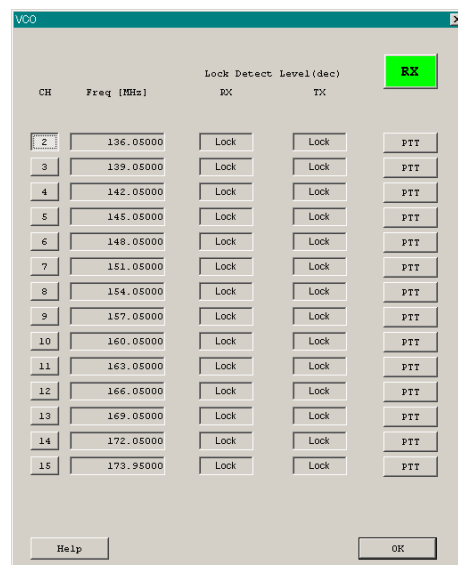 VCO
Lock Detect Level(dec) RX
CH Freq [MHz] RX TX
2 136.05000 Lock Lock PTT
3 139.05000 Lock Lock PTT
4 142.05000 Lock Lock PTT
5 145.05000 Lock Lock PTT
6 148.05000 Lock Lock PTT
7 151.05000 Lock Lock PTT
8 154.05000 Lock Lock PTT
9 157.05000 Lock Lock PTT
10 160.05000 Lock Lock PTT
11 163.05000 Lock Lock PTT
12 166.05000 Lock Lock PTT
13 169.05000 Lock Lock PTT
14 172.05000 Lock Lock PTT
15 173.95000 Lock Lock PTT
Help OK